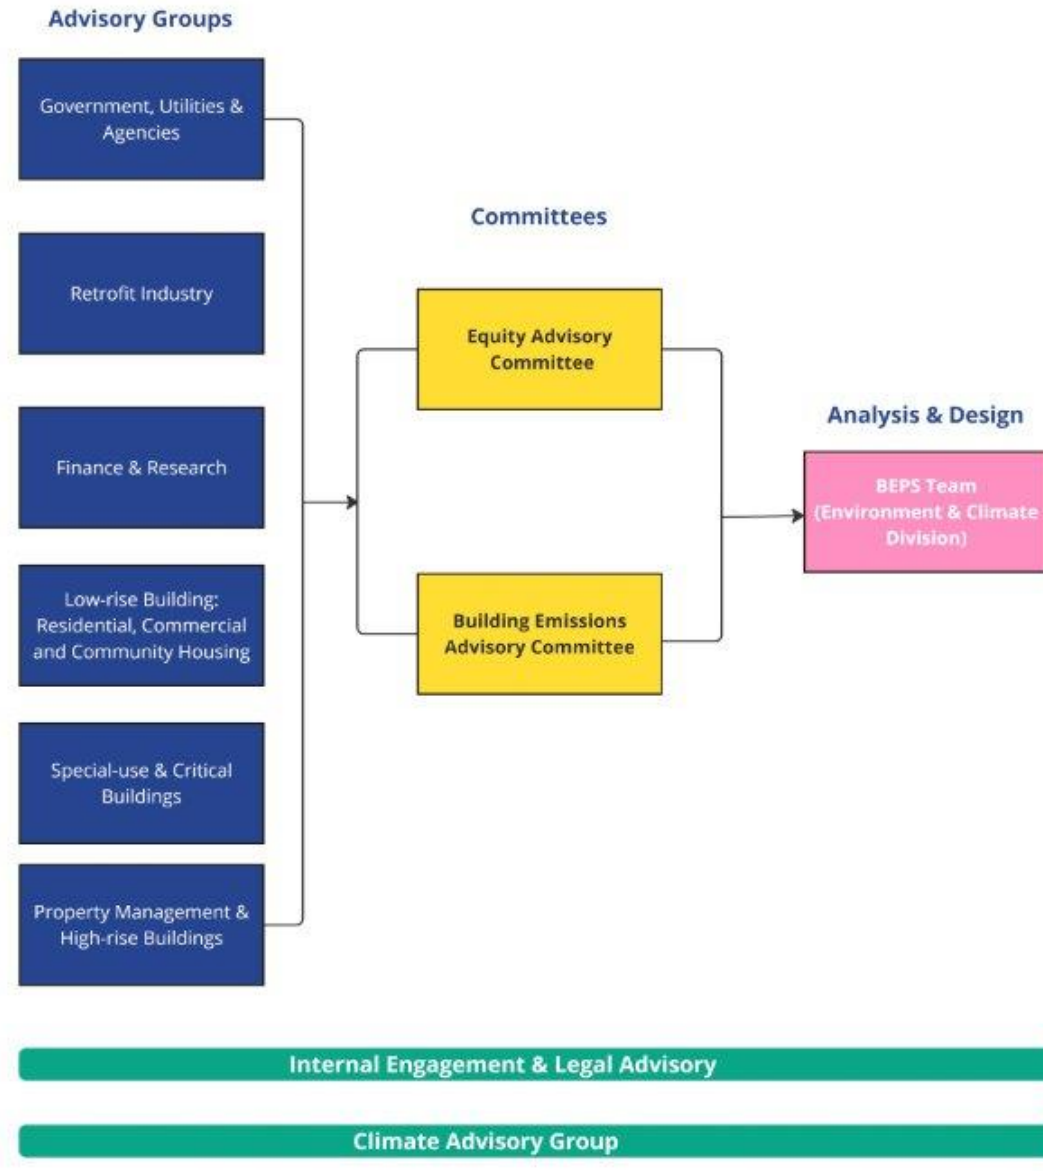 Advisory Groups
Government, Utilities &
Agencies
Retrofit Industry
Finance & Research
Low-rise Building:
Residential, Commercial
and Community Housing
Special-use & Critical
Buildings
Property Management &
High-rise Buildings
Committees
Equity Advisory
Committee
Building Emissions
Advisory Committee
Analysis & Design
BEPS Team
(Environment & Climate
Division)
Internal Engagement & Legal Advisory
Climate Advisory Group